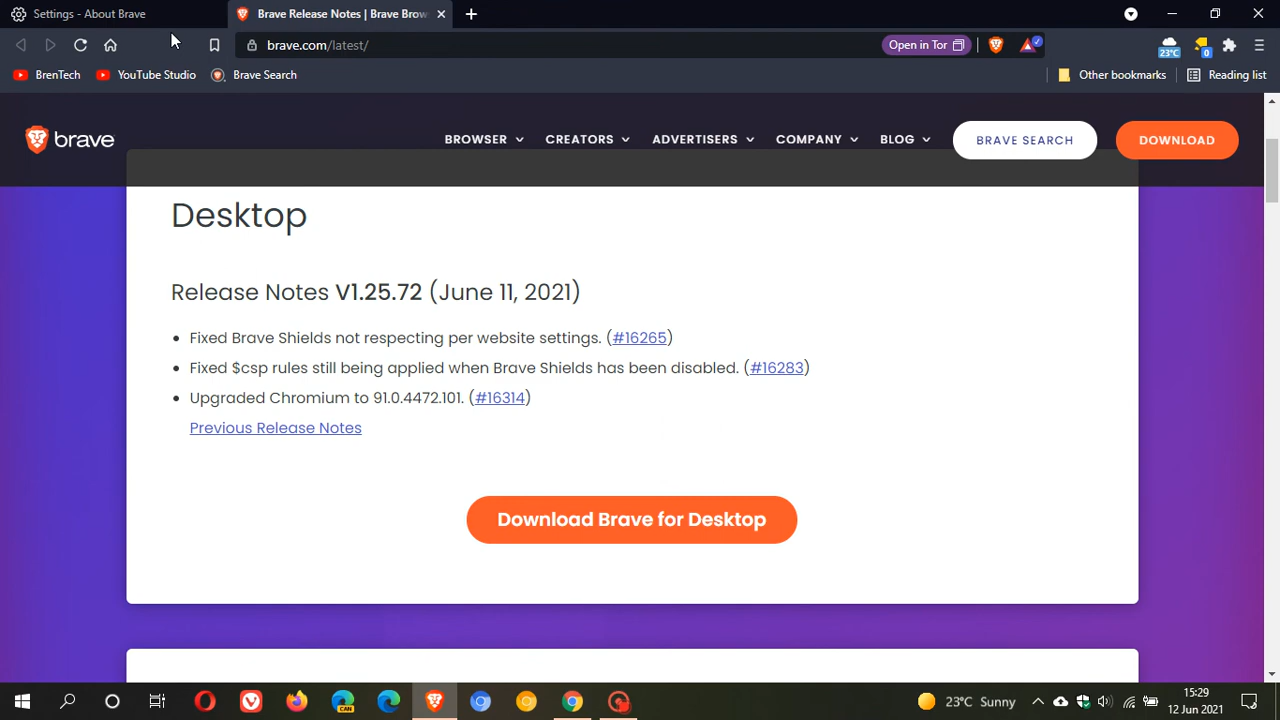 Settings - About Brave
Brave Release Notes | Brave Brow
brave.com/latest/
Open in Tor
23°C
0
BrenTech
YouTube Studio
Brave Search
Other bookmarks
Reading list
brave
BROWSER
CREATORS
ADVERTISERS
COMPANY
BLOG
BRAVE SEARCH
DOWNLOAD
Desktop
Release Notes V1.25.72 (June 11, 2021)
Fixed Brave Shields not respecting per website settings. (#16265)
Fixed $csp rules still being applied when Brave Shields has been disabled. (#16283)
Upgraded Chromium to 91.0.4472.101. (#16314)
Previous Release Notes
Download Brave for Desktop
CAN
23°C Sunny
15:29
12 Jun 2021